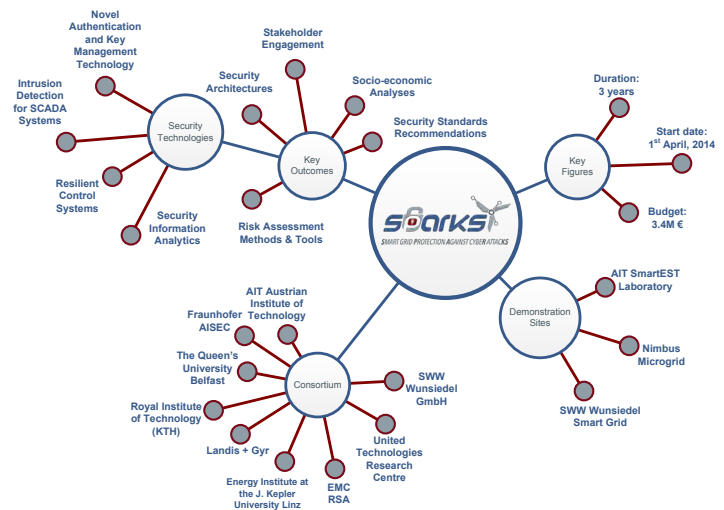 Novel
Authentication
and Key
Management
Technology
Intrusion
Detection
for SCADA
Systems
Resilient
Control
Systems
Security
Information
Analytics
Security
Technologies
Stakeholder
Engagement
Security
Architectures
Socio-economic
Analyses
Security Standards
Recommendations
Risk Assessment
Methods & Tools
Key
Outcomes
SPARKS
SMART GRID PROTECTION AGAINST CYBER ATTACKS
Duration:
3 years
Start date:
1st April, 2014
Budget:
3.4M €
Key
Figures
AIT SmartEST
Laboratory
Nimbus
Microgrid
SWW Wunsiedel
Smart Grid
Demonstration
Sites
AIT Austrian
Institute of
Technology
Fraunhofer
AISEC
The Queen's
University
Belfast
Royal Institute
of Technology
(KTH)
Landis + Gyr
Energy Institute at
the J. Kepler
University Linz
EMC
RSA
United
Technologies
Research
Centre
SWW
Wunsiedel
GmbH
Consortium